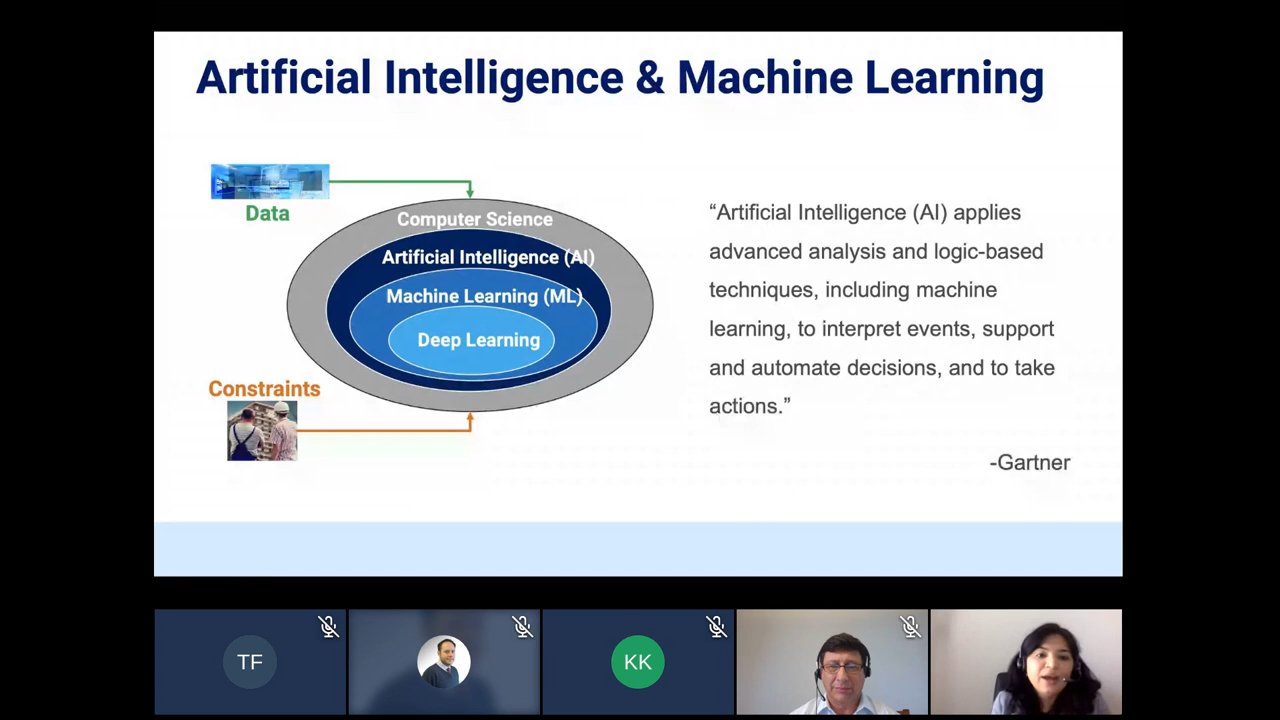 Artificial Intelligence & Machine Learning
Data
Computer Science
Artificial Intelligence (AI)
Machine Learning (ML)
Deep Learning
Constraints
“Artificial Intelligence (AI) applies
advanced analysis and logic-based
techniques, including machine
learning, to interpret events, support
and automate decisions, and to take
actions.”
-Gartner
TF
KK